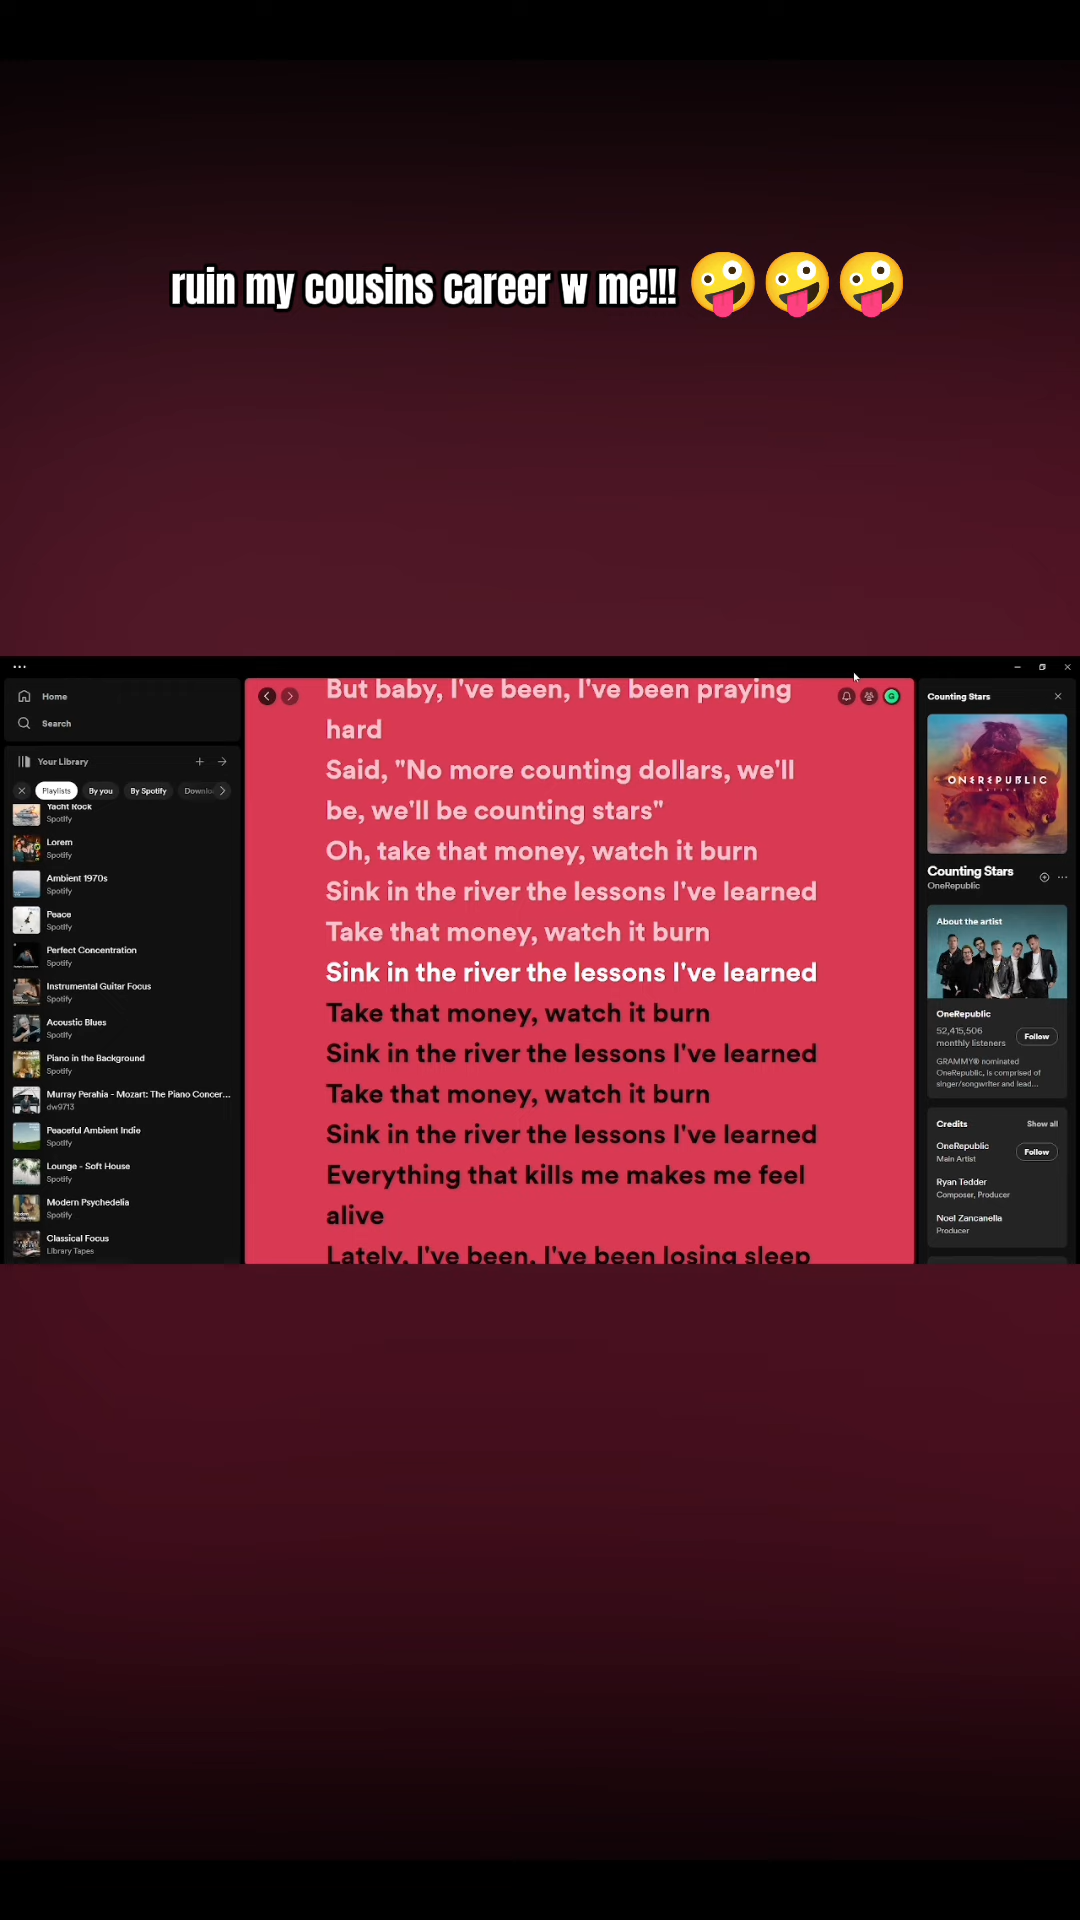 ruin my cousins career w me!!! 🤪🤪🤪
Home
Search
Your Library
Playlists
By you
By Spotify
Yacht Rock
Spotify
Lorem
Spotify
Ambient 1970s
Spotify
Peace
Spotify
Perfect Concentration
Spotify
Instrumental Guitar Focus
Spotify
Acoustic Blues
Spotify
Piano in the Background
Spotify
Murray Perahia - Mozart: The Piano Concer...
dw9713
Peaceful Ambient Indie
Spotify
Lounge - Soft House
Spotify
Modern Psychedelia
Spotify
Classical Focus
Library Tapes
But baby, I've been, I've been praying
hard
Said, "No more counting dollars, we'll
be, we'll be counting stars"
Oh, take that money, watch it burn
Sink in the river the lessons I've learned
Take that money, watch it burn
Sink in the river the lessons I've learned
Take that money, watch it burn
Sink in the river the lessons I've learned
Take that money, watch it burn
Sink in the river the lessons I've learned
Everything that kills me makes me feel
alive
Lately, I've been, I've been losing sleep
G
Counting Stars
ONEREPUBLIC
native
Counting Stars
OneRepublic
About the artist
OneRepublic
52,415,506
monthly listeners
Follow
GRAMMY® nominated
OneRepublic, is comprised of
singer/songwriter and lead...
Credits
Show all
OneRepublic
Main Artist
Follow
Ryan Tedder
Composer, Producer
Noel Zancanella
Producer